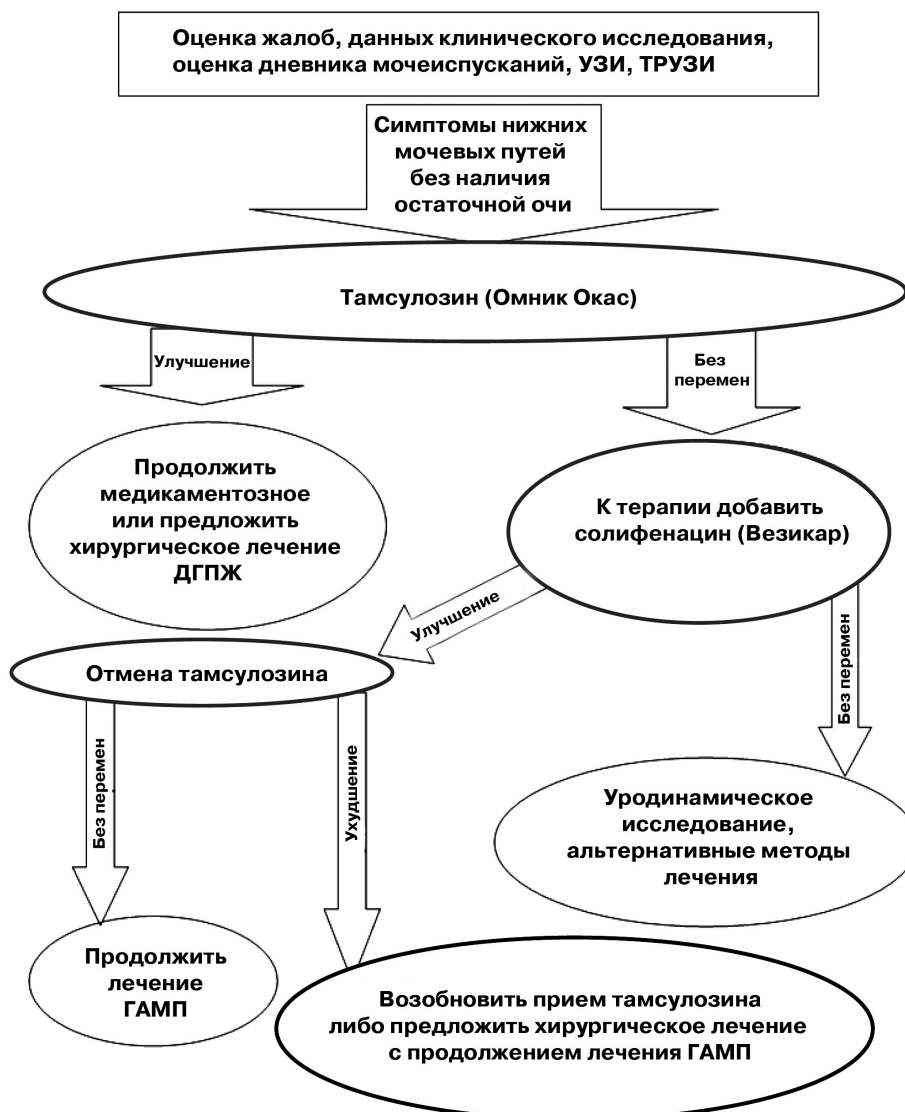 Оценка жалоб, данных клинического исследования,
оценка дневника мочеиспусканий, УЗИ, ТРУЗИ
Симптомы нижних
мочевых путей
без наличия
остаточной очи
Тамсулозин (Омник Окас)
Улучшение
Без
перемен
Продолжить
медикаментозное
или предложить
хирургическое лечение
ДГПЖ
К терапии добавить
солифенацин (Везикар)
Улучшение
Без перемен
Отмена тамсулозина
Без перемен
Ухудшение
Уродинамическое
исследование,
альтернативные методы
лечения
Продолжить
лечение
ГАМП
Возобновить прием тамсулозина
либо предложить хирургическое лечение
с продолжением лечения ГАМП